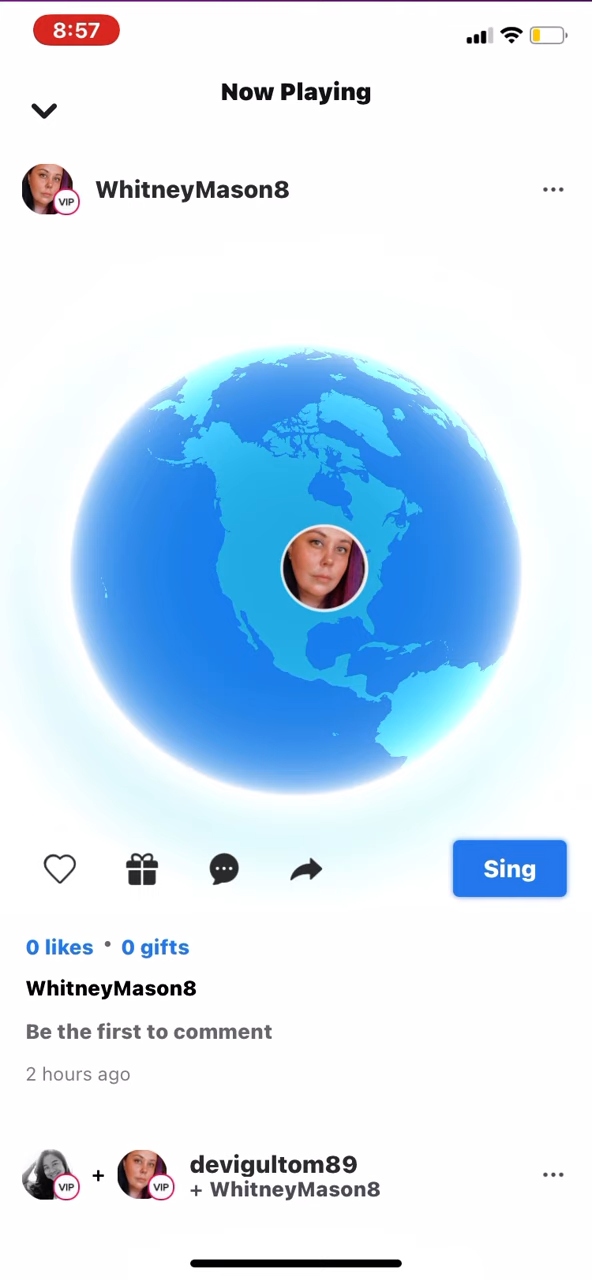 8:57
Now Playing
WhitneyMason8
VIP
Sing
0 likes • 0 gifts
WhitneyMason8
Be the first to comment
2 hours ago
VIP + VIP
devigultom89
+ WhitneyMason8